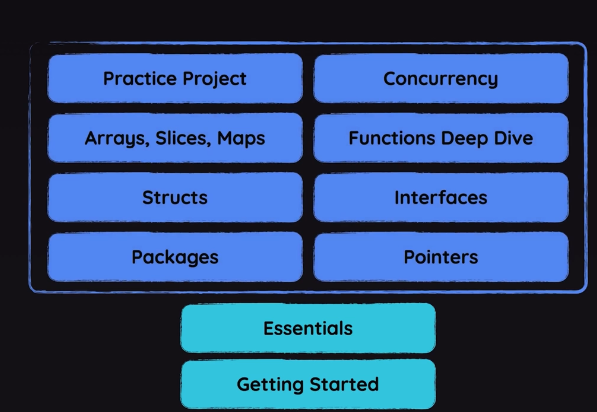 Practice Project
Concurrency
Arrays, Slices, Maps
Functions Deep Dive
Structs
Interfaces
Packages
Pointers
Essentials
Getting Started